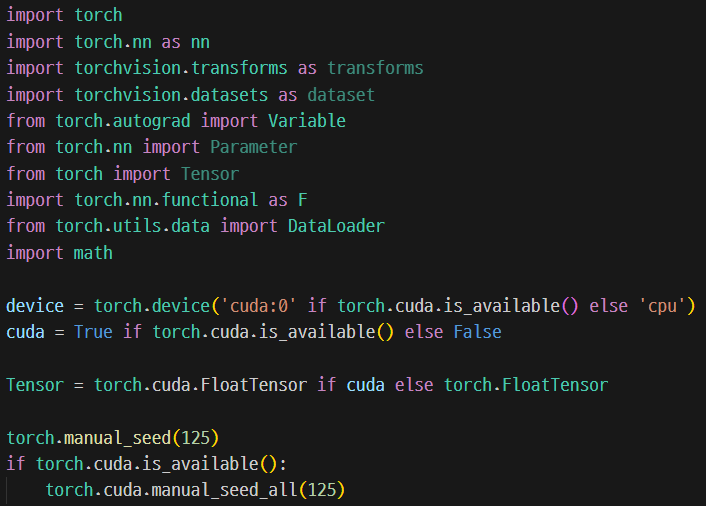 import torch
import torch.nn as nn
import torchvision.transforms as transforms
import torchvision.datasets as dataset
from torch.autograd import Variable
from torch.nn import Parameter
from torch import Tensor
import torch.nn.functional as F
from torch.utils.data import DataLoader
import math

device = torch.device('cuda:0' if torch.cuda.is_available() else 'cpu')
cuda = True if torch.cuda.is_available() else False

Tensor = torch.cuda.FloatTensor if cuda else torch.FloatTensor

torch.manual_seed(125)
if torch.cuda.is_available():
    torch.cuda.manual_seed_all(125)